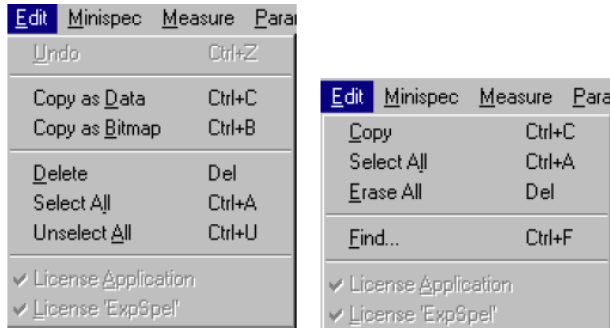 Edit Minispec Measure Para
Undo Ctrl+Z
Copy as Data Ctrl+C
Copy as Bitmap Ctrl+B
Delete Del
Select All Ctrl+A
Unselect All Ctrl+U
License Application
License 'ExpSpel'
Edit Minispec Measure Para
Copy Ctrl+C
Select All Ctrl+A
Erase All Del
Find... Ctrl+F
License Application
License 'ExpSpel'